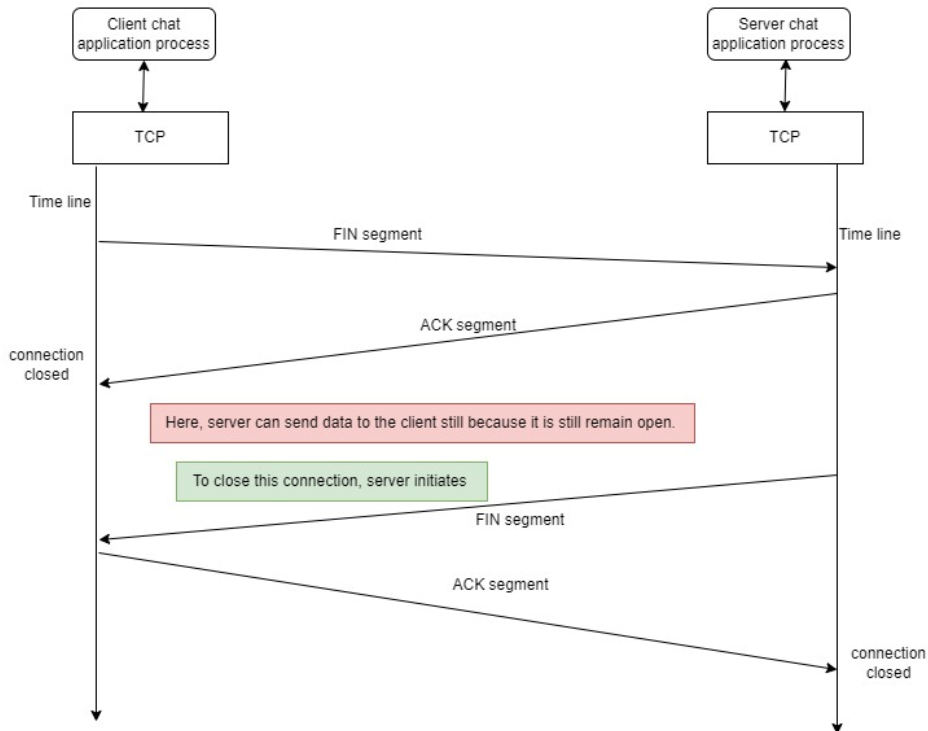 Client chat
application process
Server chat
application process
TCP
TCP
Time line
FIN segment
Time line
ACK segment
connection
closed
Here, server can send data to the client still because it is still remain open.
To close this connection, server initiates
FIN segment
ACK segment
connection
closed